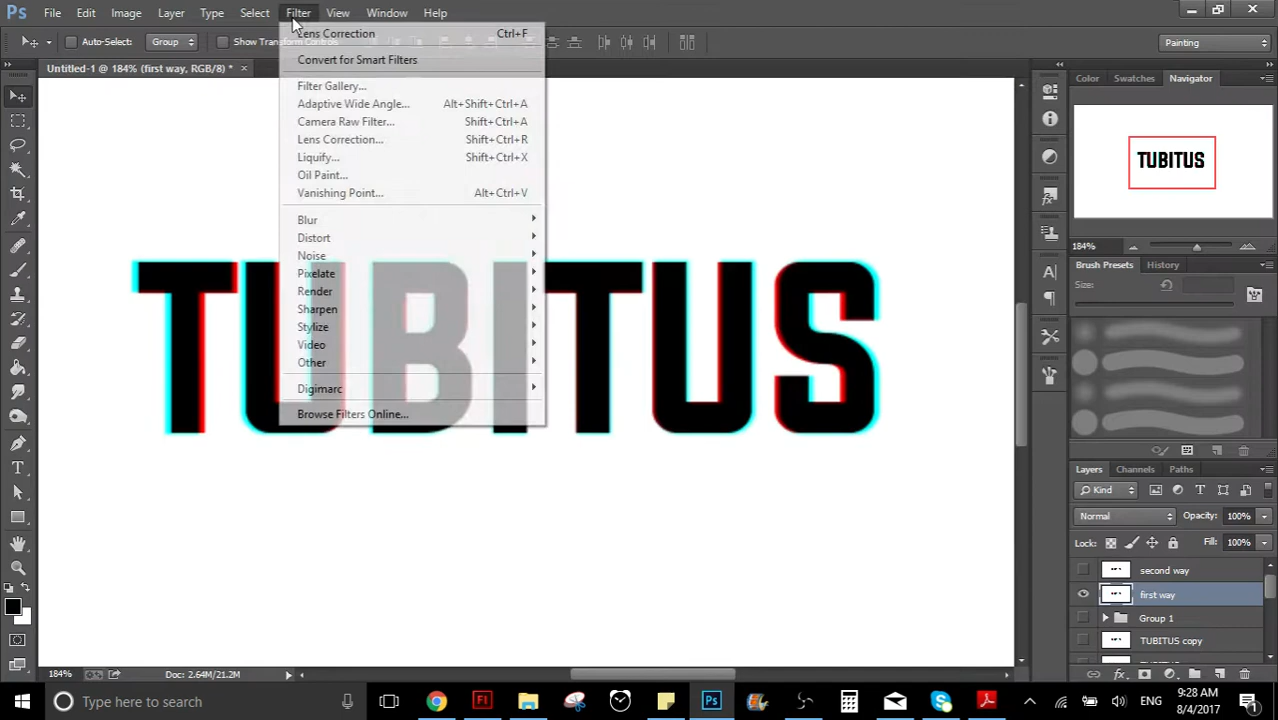 Ps File Edit Image Layer Type Select Filter View Window Help
Auto-Select: Group Show Transform Controls Painting
Untitled-1 @ 184% (first way, RGB/8) *
Lens Correction Ctrl+F
Convert for Smart Filters
Filter Gallery...
Adaptive Wide Angle... Alt+Shift+Ctrl+A
Camera Raw Filter... Shift+Ctrl+A
Lens Correction... Shift+Ctrl+R
Liquify... Shift+Ctrl+X
Oil Paint...
Vanishing Point... Alt+Ctrl+V
Blur
Distort
Noise
Pixelate
Render
Sharpen
Stylize
Video
Other
Digimarc
Browse Filters Online...
TUBITUS
Color Swatches Navigator
TUBITUS
184%
Brush Presets History
Size:
Layers Channels Paths
Kind
Normal Opacity: 100%
Lock: Fill: 100%
second way
first way
Group 1
TUBITUS copy
184% Doc: 2.64M/21.2M
Type here to search
ENG 9:28 AM
8/4/2017